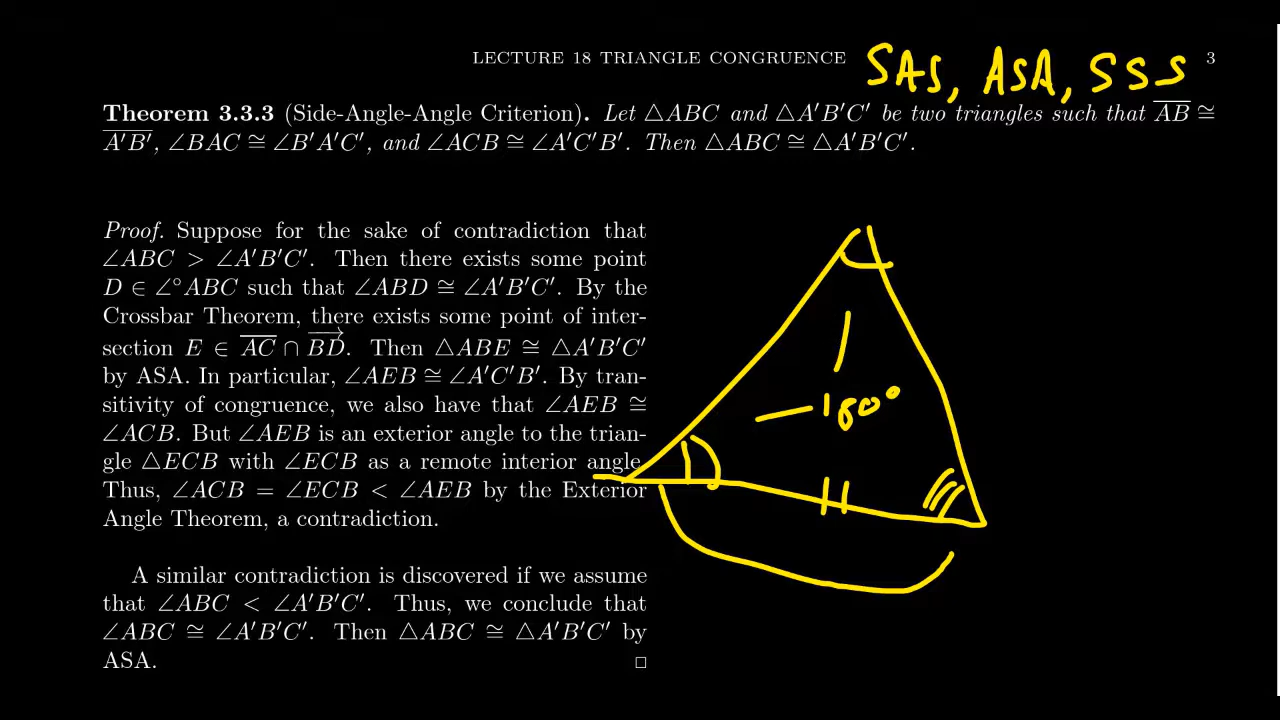 LECTURE 18 TRIANGLE CONGRUENCE SAS, ASA, SSS 3
Theorem 3.3.3 (Side-Angle-Angle Criterion). Let △ABC and △A′B′C′ be two triangles such that A̅B̅ ≅
A̅′B̅′, ∠BAC ≅ ∠B′A′C′, and ∠ACB ≅ ∠A′C′B′. Then △ABC ≅ △A′B′C′.
Proof. Suppose for the sake of contradiction that
∠ABC > ∠A′B′C′. Then there exists some point
D ∈ ∠°ABC such that ∠ABD ≅ ∠A′B′C′. By the
Crossbar Theorem, there exists some point of inter-
section E ∈ A̅C̅ ∩ B⃗D⃗. Then △ABE ≅ △A′B′C′
by ASA. In particular, ∠AEB ≅ ∠A′C′B′. By tran-
sitivity of congruence, we also have that ∠AEB ≅
∠ACB. But ∠AEB is an exterior angle to the trian-
gle △ECB with ∠ECB as a remote interior angle.
Thus, ∠ACB = ∠ECB < ∠AEB by the Exterior
Angle Theorem, a contradiction.
A similar contradiction is discovered if we assume
that ∠ABC < ∠A′B′C′. Thus, we conclude that
∠ABC ≅ ∠A′B′C′. Then △ABC ≅ △A′B′C′ by
ASA. □
180°